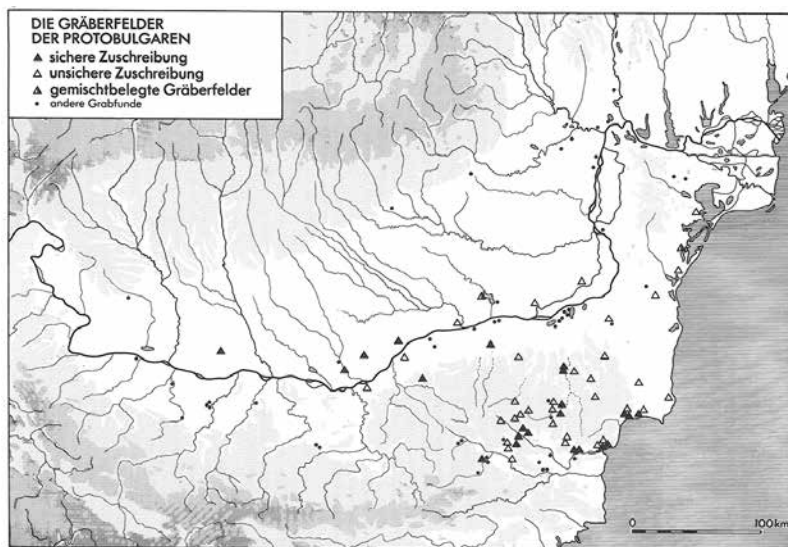 DIE GRÄBERFELDER
DER PROTOBULGAREN
sichere Zuschreibung
unsichere Zuschreibung
gemischtbelegte Gräberfelder
andere Grabfunde
0 100km